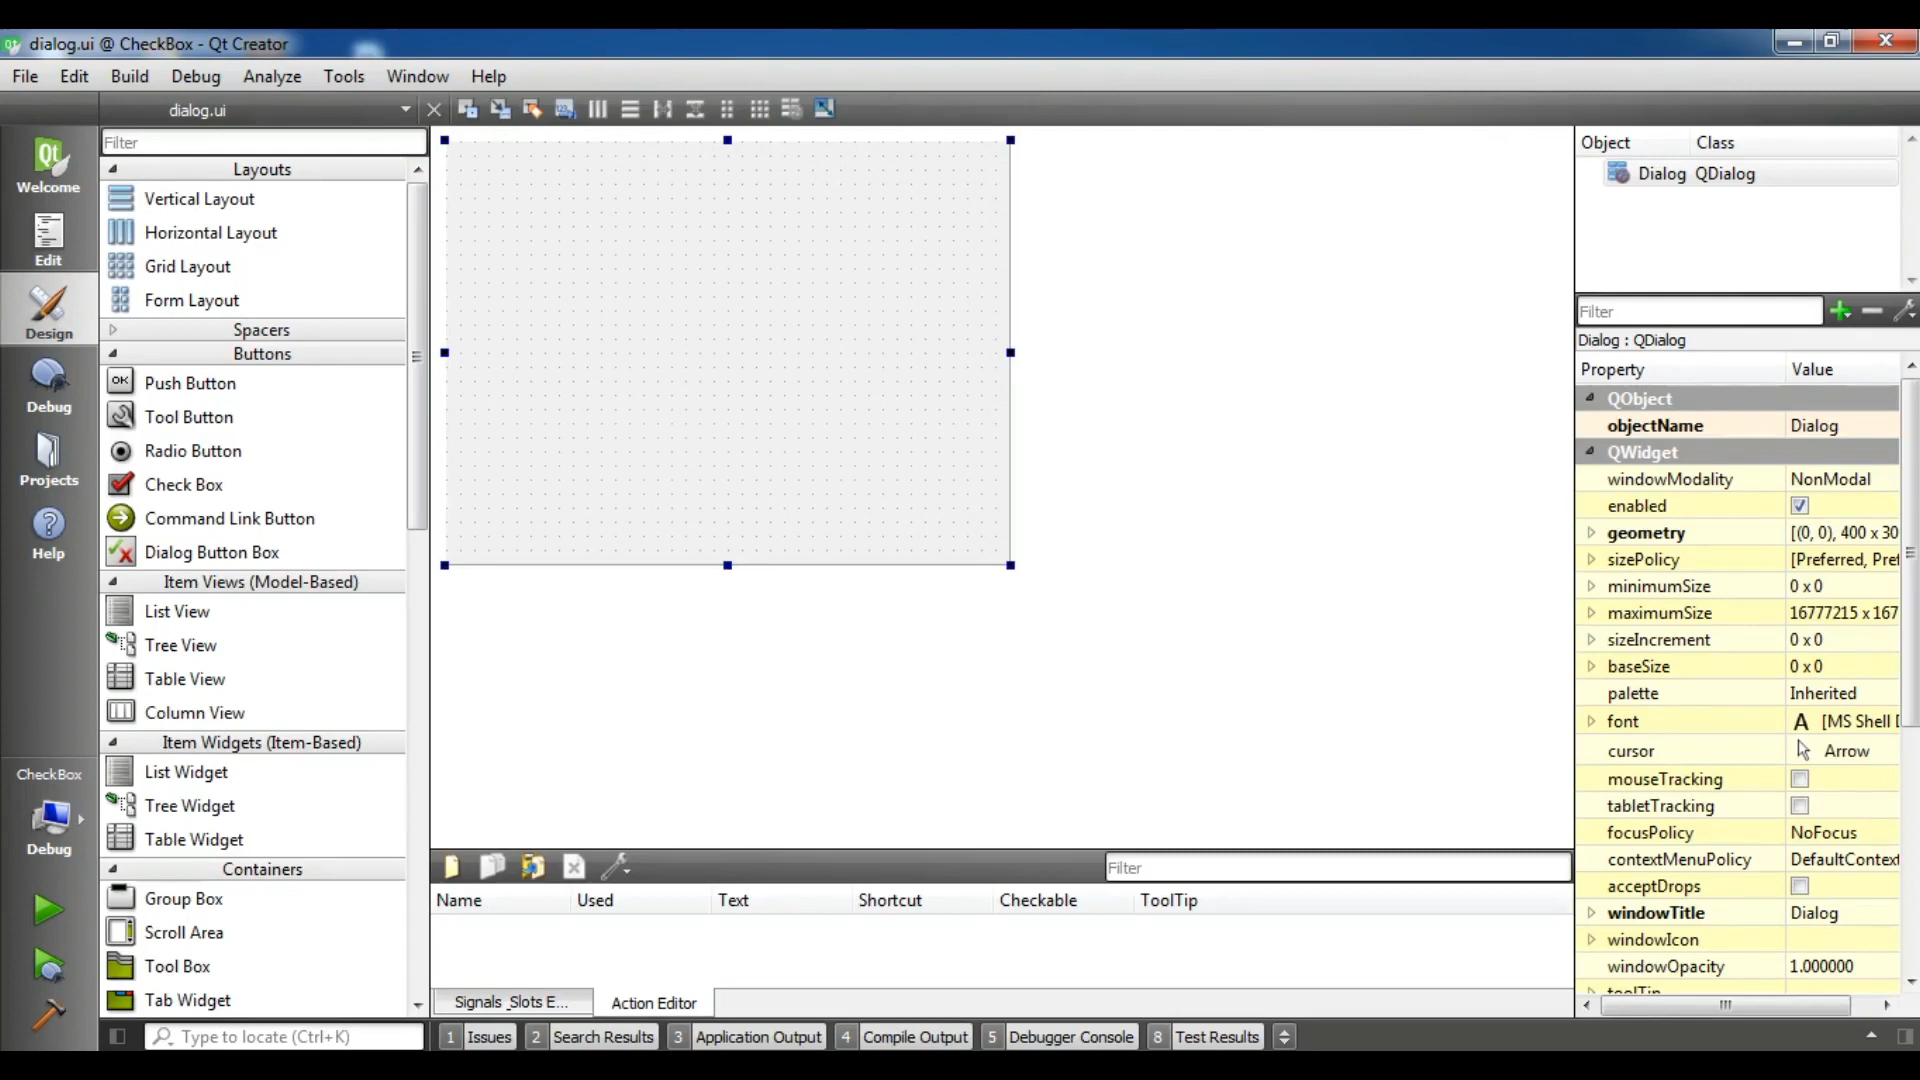 dialog.ui @ CheckBox - Qt Creator
File Edit Build Debug Analyze Tools Window Help
dialog.ui
Welcome
Edit
Design
Debug
Projects
Help
CheckBox
Debug
Filter
Layouts
Vertical Layout
Horizontal Layout
Grid Layout
Form Layout
Spacers
Buttons
OK Push Button
Tool Button
Radio Button
Check Box
Command Link Button
Dialog Button Box
Item Views (Model-Based)
List View
Tree View
Table View
Column View
Item Widgets (Item-Based)
List Widget
Tree Widget
Table Widget
Containers
Group Box
Scroll Area
Tool Box
Tab Widget
Filter
Name Used Text Shortcut Checkable ToolTip
Signals _Slots E... Action Editor
Object Class
Dialog QDialog
Filter
Dialog : QDialog
Property Value
QObject
objectName Dialog
QWidget
windowModality NonModal
enabled
geometry [(0, 0), 400 x 30
sizePolicy [Preferred, Pref
minimumSize 0 x 0
maximumSize 16777215 x 167
sizeIncrement 0 x 0
baseSize 0 x 0
palette Inherited
font A [MS Shell D
cursor Arrow
mouseTracking
tabletTracking
focusPolicy NoFocus
contextMenuPolicy DefaultContext
acceptDrops
windowTitle Dialog
windowIcon
windowOpacity 1.000000
toolTip
Type to locate (Ctrl+K) 1 Issues 2 Search Results 3 Application Output 4 Compile Output 5 Debugger Console 8 Test Results